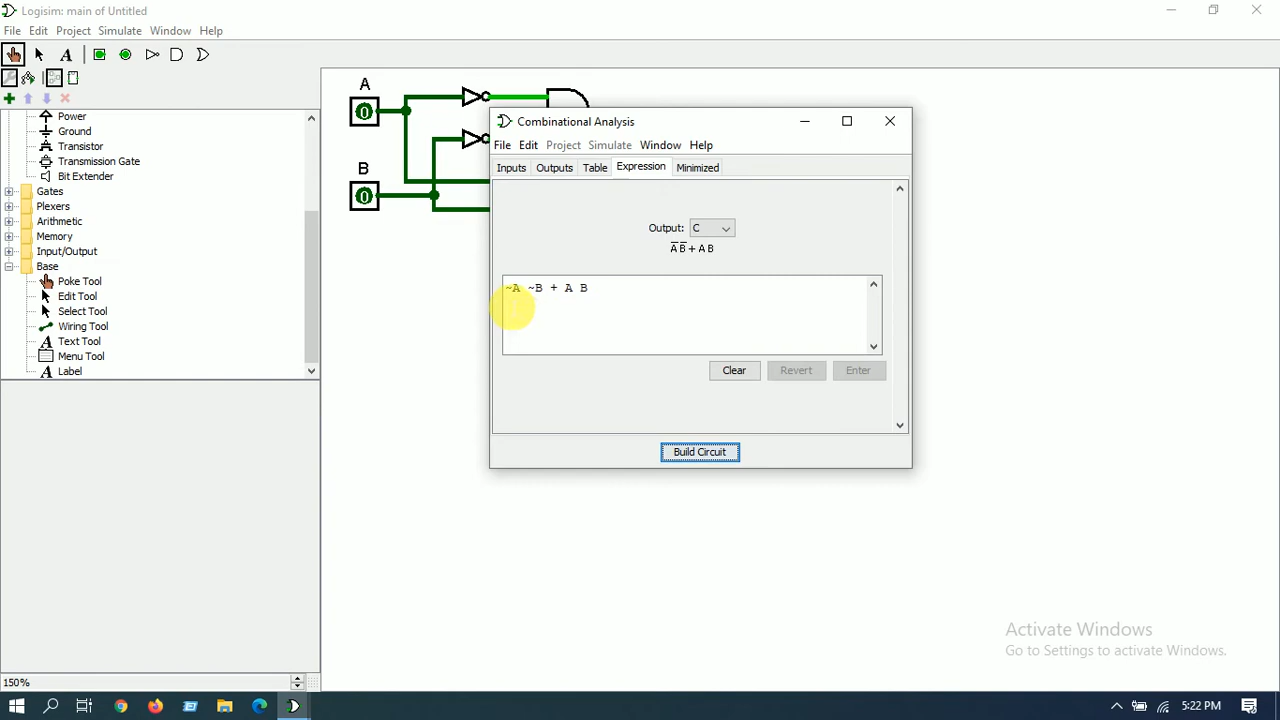 Logisim: main of Untitled
File Edit Project Simulate Window Help
A
Power
Ground
Transistor
Transmission Gate
Bit Extender
Gates
Plexers
Arithmetic
Memory
Input/Output
Base
Poke Tool
Edit Tool
Select Tool
Wiring Tool
A Text Tool
Menu Tool
A Label
150%
A
0
B
0
Combinational Analysis
File Edit Project Simulate Window Help
Inputs Outputs Table Expression Minimized
Output: C
A̅ B̅ + A B
~A ~B + A B
Clear Revert Enter
Build Circuit
Activate Windows
Go to Settings to activate Windows.
5:22 PM